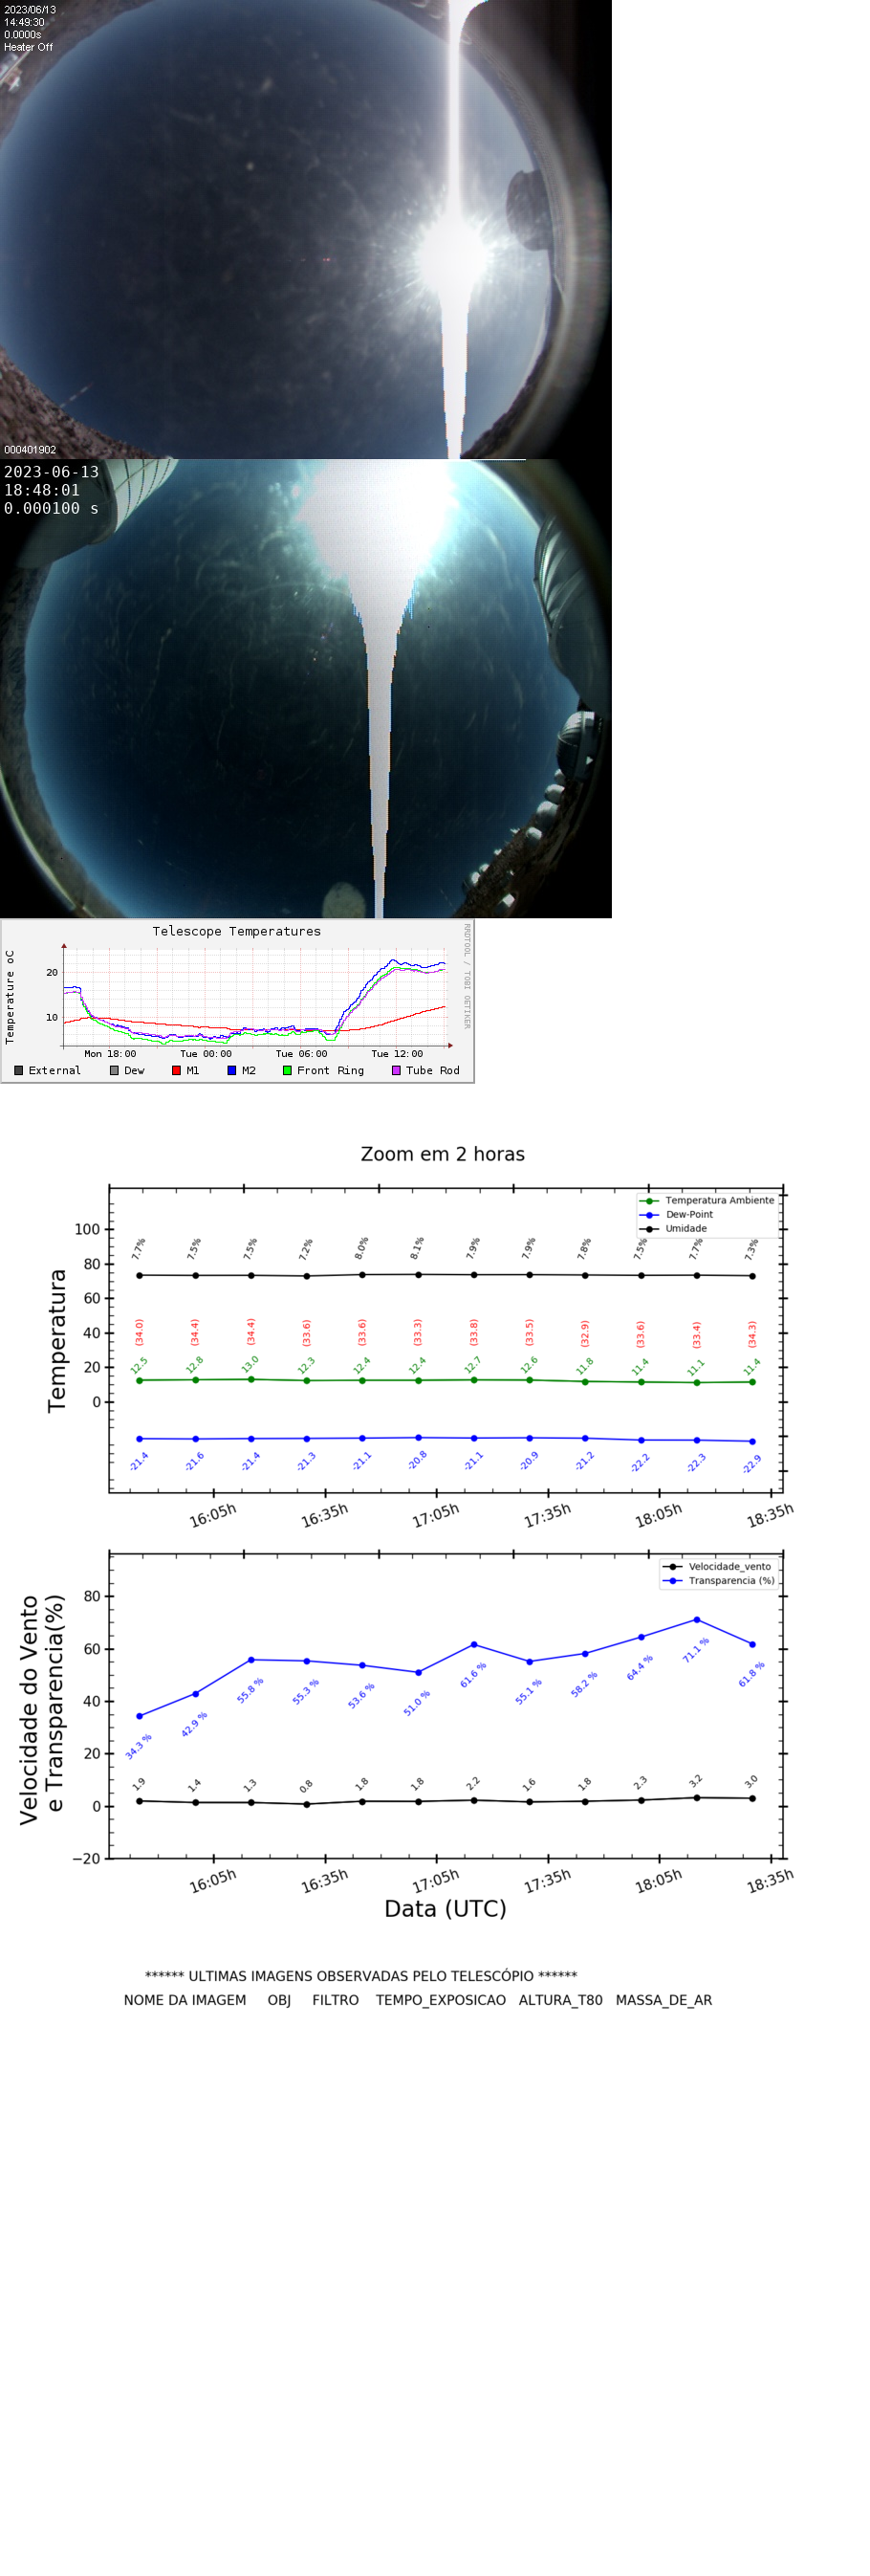 2023/06/13
14:49:30
0.0000s
Heater Off
000401902
2023-06-13
18:48:01
0.000100 s
Telescope Temperatures
RRDTOOL / TOBI OETIKER
Temperature oC
20
10
Mon 18:00 Tue 00:00 Tue 06:00 Tue 12:00
External Dew M1 M2 Front Ring Tube Rod
Zoom em 2 horas
Temperatura Ambiente
Dew-Point
Umidade
Temperatura
100
80
60
40
20
0
7.7% 7.5% 7.5% 7.2% 8.0% 8.1% 7.9% 7.9% 7.8% 7.5% 7.7% 7.3%
(34.0) (34.4) (34.4) (33.6) (33.6) (33.3) (33.8) (33.5) (32.9) (33.6) (33.4) (34.3)
12.5 12.8 13.0 12.3 12.4 12.4 12.7 12.6 11.8 11.4 11.1 11.4
-21.4 -21.6 -21.4 -21.3 -21.1 -20.8 -21.1 -20.9 -21.2 -22.2 -22.3 -22.9
16:05h 16:35h 17:05h 17:35h 18:05h 18:35h
Velocidade_vento
Transparencia (%)
Velocidade do Vento
e Transparencia(%)
80
60
40
20
0
−20
34.3 % 42.9 % 55.8 % 55.3 % 53.6 % 51.0 % 61.6 % 55.1 % 58.2 % 64.4 % 71.1 % 61.8 %
1.9 1.4 1.3 0.8 1.8 1.8 2.2 1.6 1.8 2.3 3.2 3.0
16:05h 16:35h 17:05h 17:35h 18:05h 18:35h
Data (UTC)
****** ULTIMAS IMAGENS OBSERVADAS PELO TELESCÓPIO ******
NOME DA IMAGEM OBJ FILTRO TEMPO_EXPOSICAO ALTURA_T80 MASSA_DE_AR